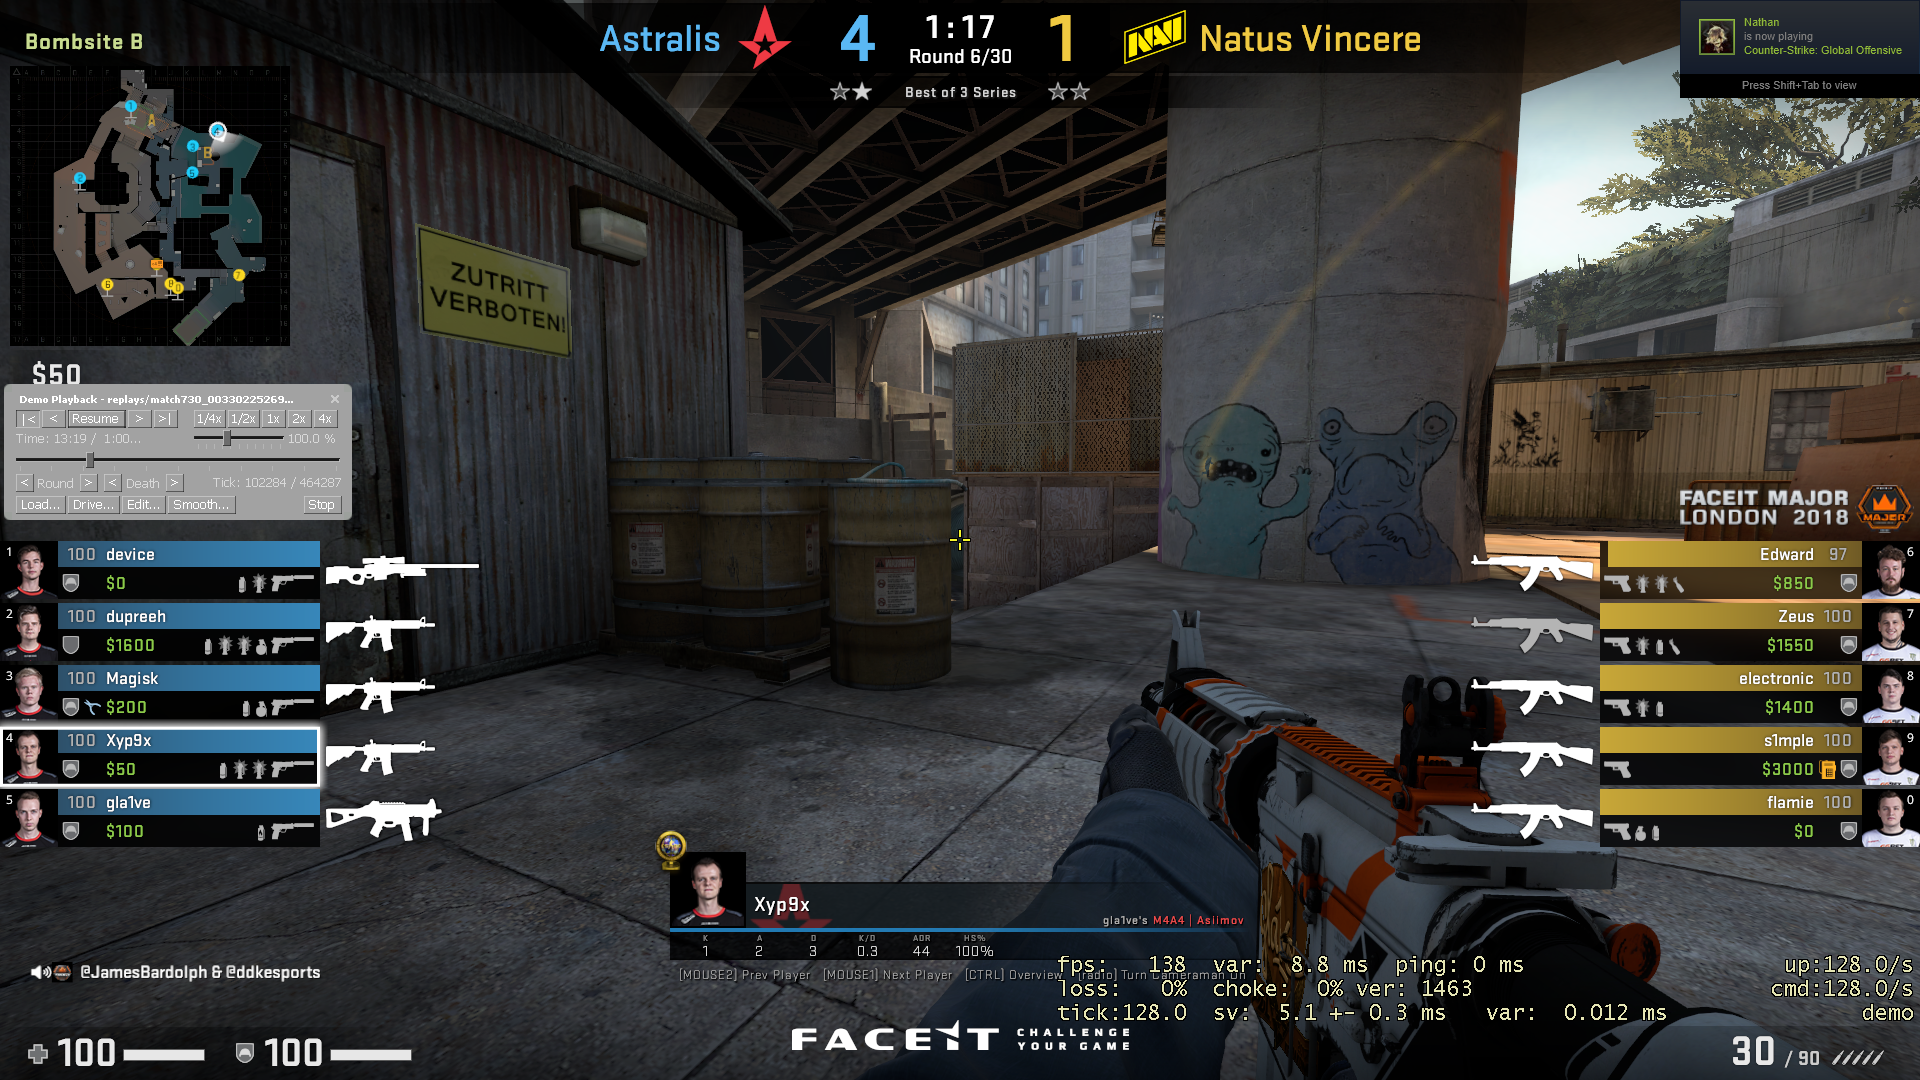 Bombsite B
Astralis
4
1:17
Round 6/30
1
NAVI
Natus Vincere
Best of 3 Series
Nathan
is now playing
Counter-Strike: Global Offensive
Press Shift+Tab to view
ZUTRITT
VERBOTEN!
$50
Demo Playback - replays/match730_00330225269...
|< < Resume > >| 1/4x 1/2x 1x 2x 4x
Time: 13:19 / 1:00... 100.0 %
< Round > < Death > Tick: 102284 / 464287
Load... Drive... Edit... Smooth... Stop
FACEIT MAJOR
LONDON 2018
MAJOR
1 100 device
$0
2 100 dupreeh
$1600
3 100 Magisk
$200
4 100 Xyp9x
$50
5 100 gla1ve
$100
Edward 97 6
$850
Zeus 100 7
$1550
electronic 100 8
$1400
s1mple 100 9
$3000
flamie 100 0
$0
Xyp9x
gla1ve's M4A4 | Asiimov
K A D K/D ADR HS%
1 2 3 0.3 44 100%
[MOUSE2] Prev Player [MOUSE1] Next Player [CTRL] Overview [radio] Turn Cameraman On
@JamesBardolph & @ddkesports
fps: 138 var: 8.8 ms ping: 0 ms
loss: 0% choke: 0% ver: 1463
tick:128.0 sv: 5.1 +- 0.3 ms var: 0.012 ms
up:128.0/s
cmd:128.0/s
demo
FACEIT CHALLENGE
YOUR GAME
100 100
30 / 90